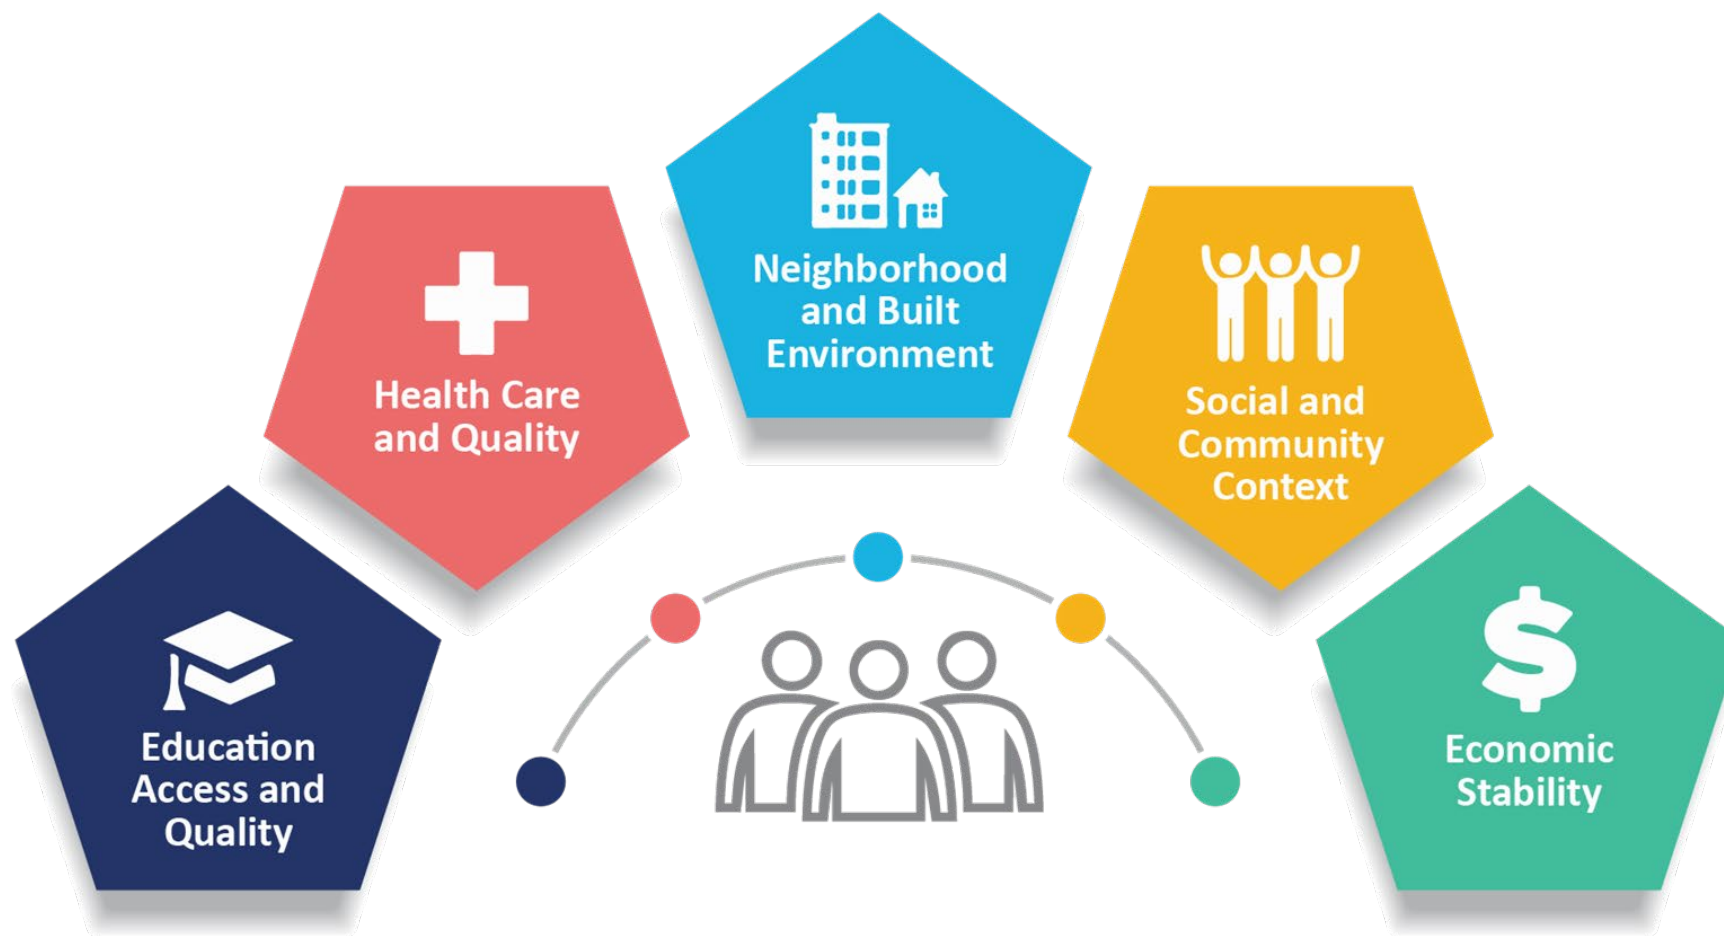 Neighborhood
and Built
Environment
Health Care
and Quality
Social and
Community
Context
Education
Access and
Quality
Economic
Stability